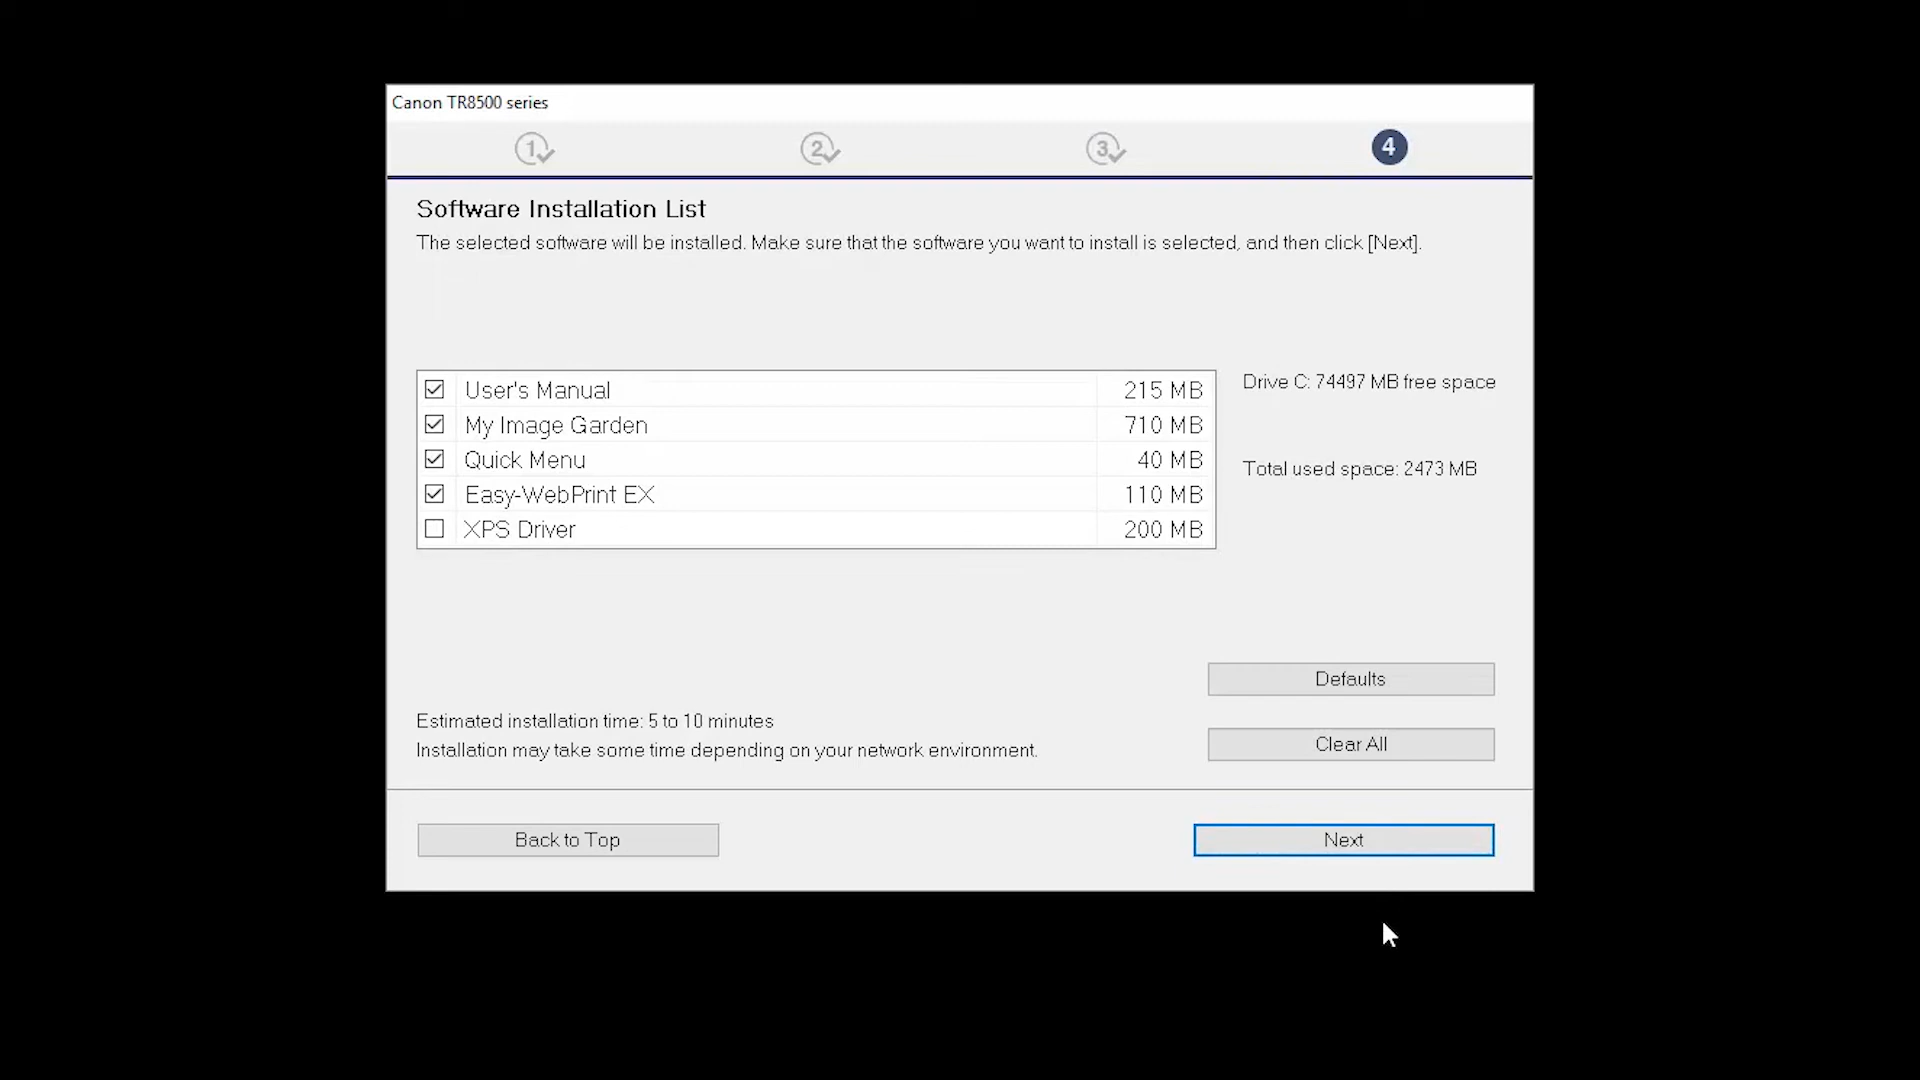 Canon TR8500 series
1 2 3 4
Software Installation List
The selected software will be installed. Make sure that the software you want to install is selected, and then click [Next].
User's Manual 215 MB
My Image Garden 710 MB
Quick Menu 40 MB
Easy-WebPrint EX 110 MB
XPS Driver 200 MB
Drive C: 74497 MB free space
Total used space: 2473 MB
Defaults
Estimated installation time: 5 to 10 minutes
Installation may take some time depending on your network environment.
Clear All
Back to Top
Next